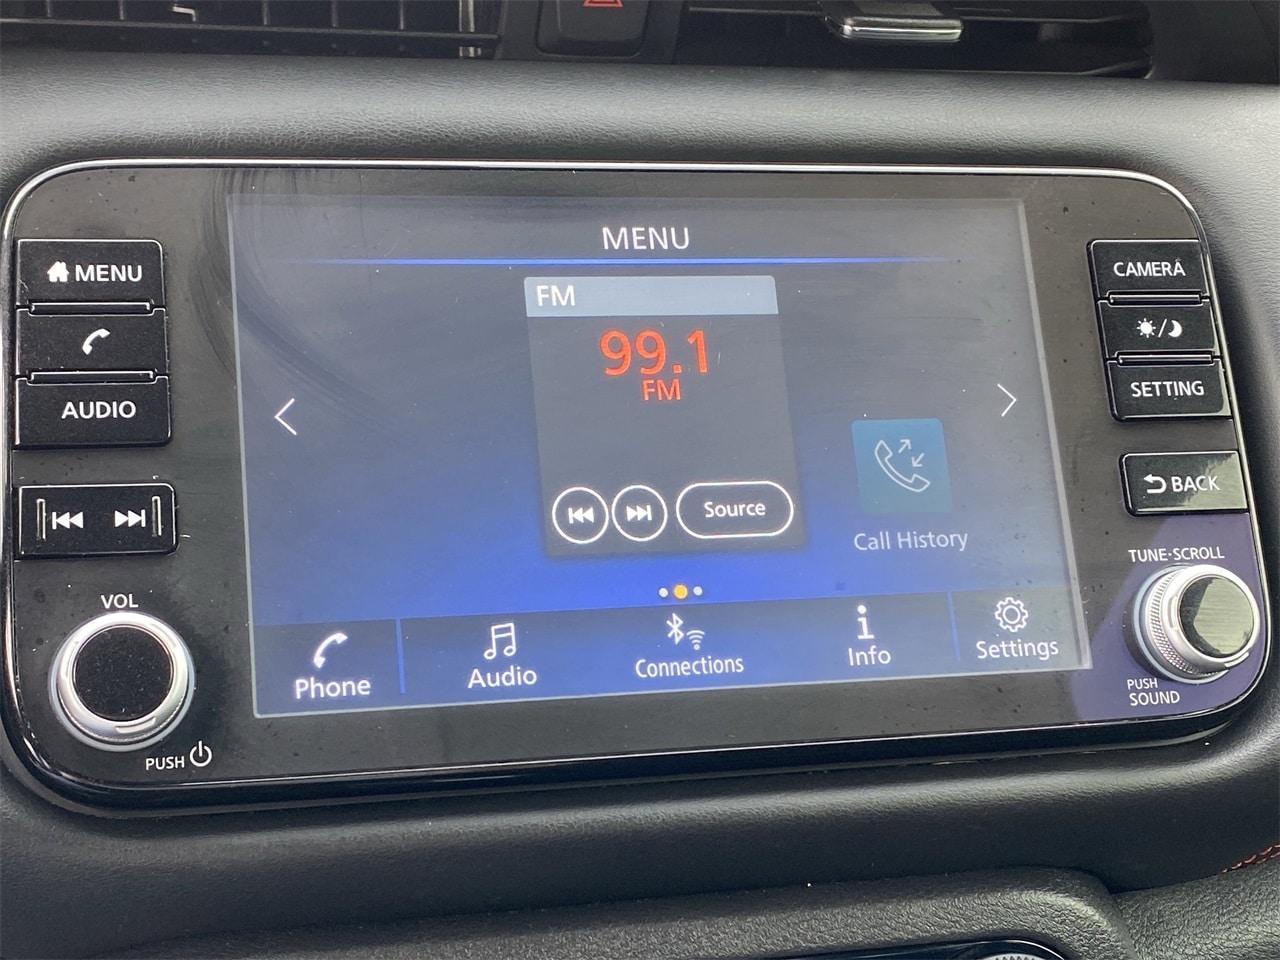 MENU
AUDIO
VOL
PUSH
MENU
FM
99.1
FM
Source
Call History
Phone
Audio
Connections
Info
Settings
CAMERA
SETTING
BACK
TUNE·SCROLL
PUSH
SOUND